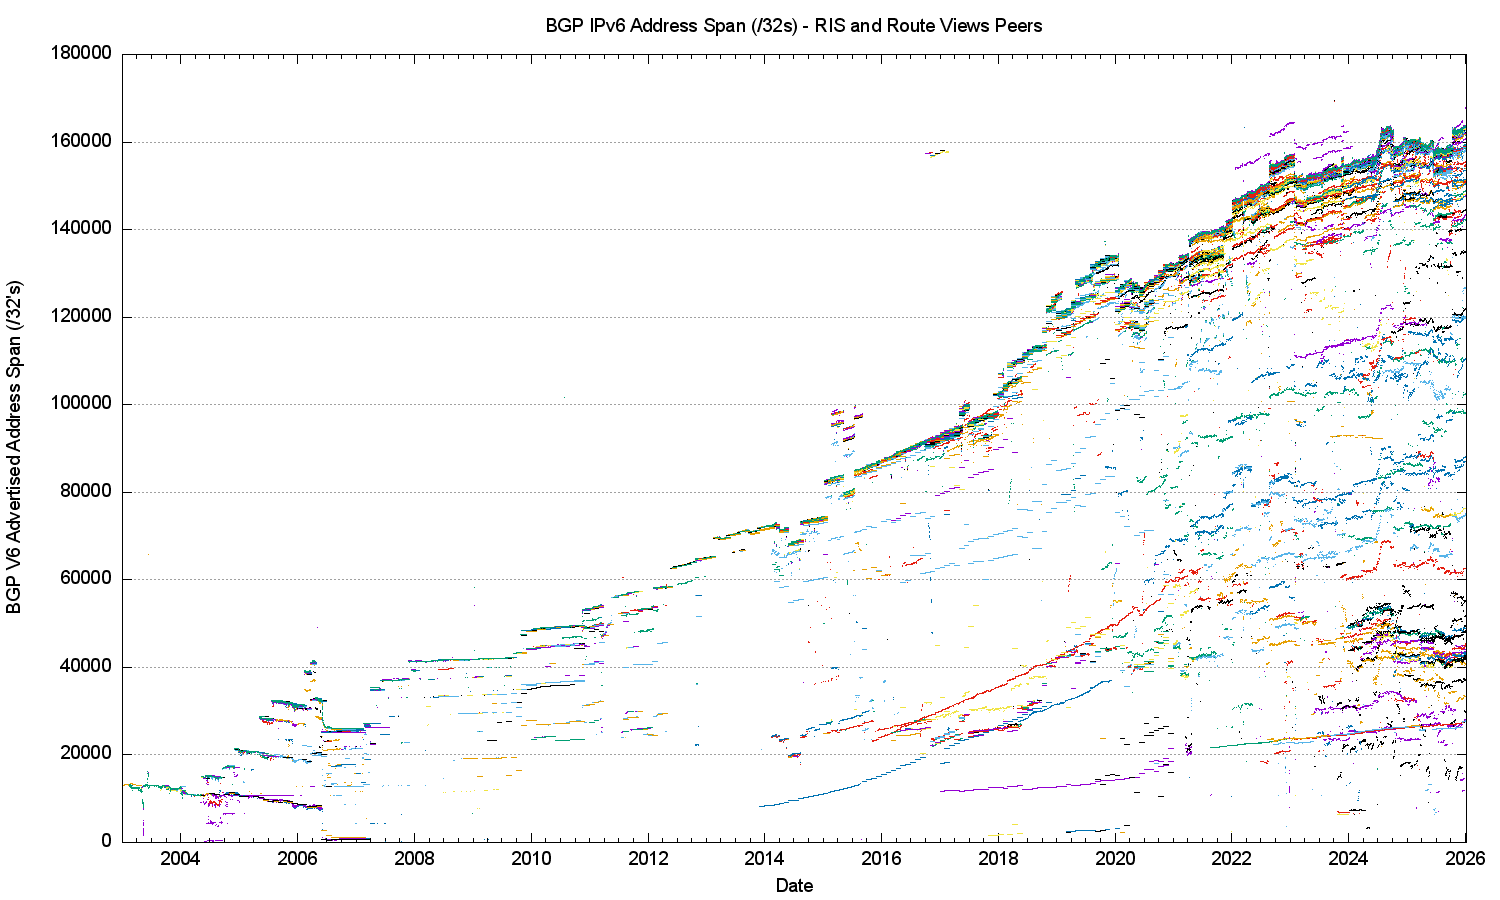 BGP IPv6 Address Span (/32s) - RIS and Route Views Peers
180000
160000
140000
120000
100000
80000
60000
40000
20000
0
BGP V6 Advertised Address Span (/32's)
2004 2006 2008 2010 2012 2014 2016 2018 2020 2022 2024 2026
Date